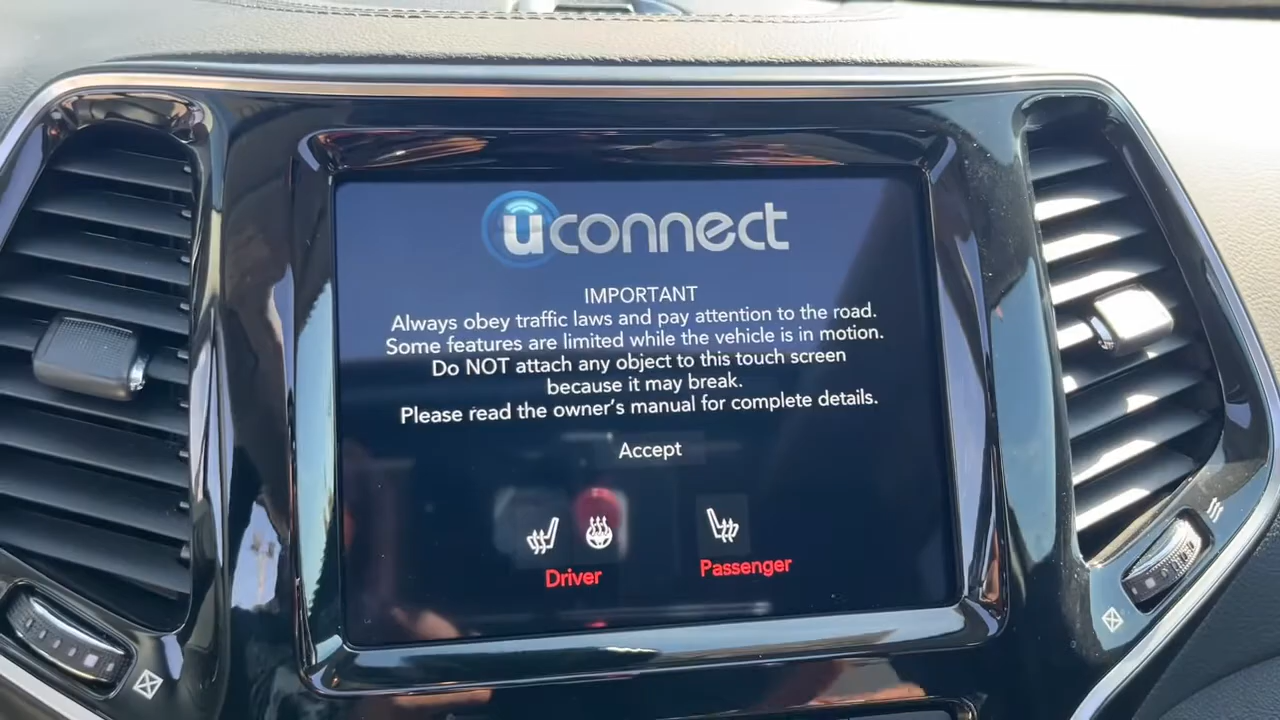 uconnect
IMPORTANT
Always obey traffic laws and pay attention to the road.
Some features are limited while the vehicle is in motion.
Do NOT attach any object to this touch screen
because it may break.
Please read the owner's manual for complete details.
Accept
Driver
Passenger